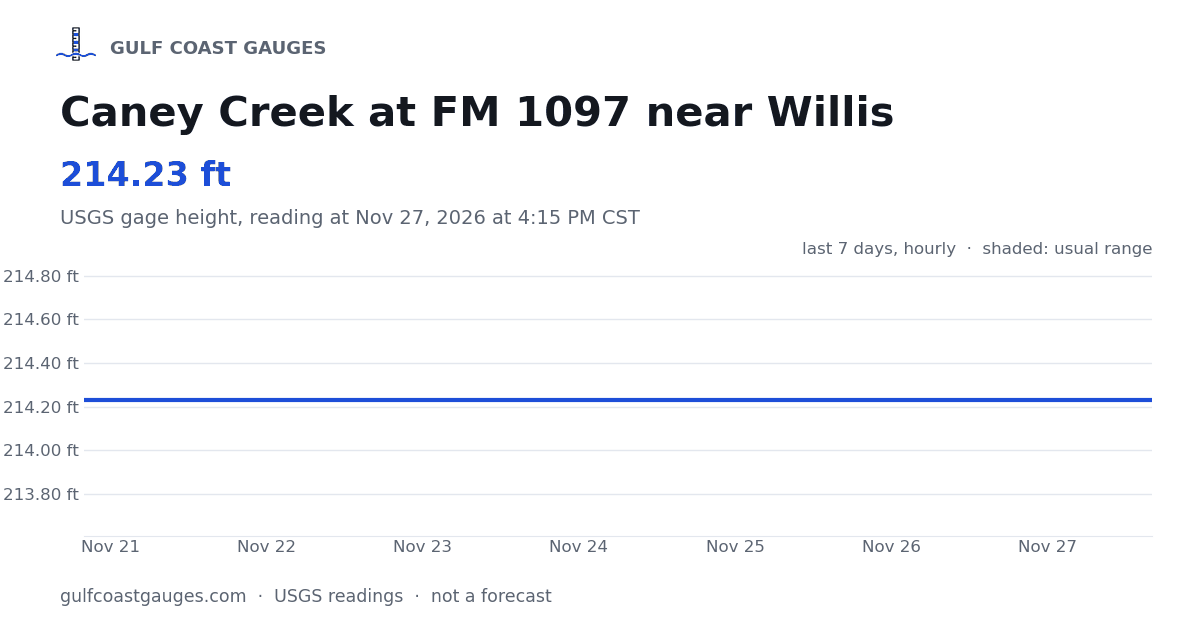 GULF COAST GAUGES
Caney Creek at FM 1097 near Willis
214.23 ft
USGS gage height, reading at Nov 27, 2026 at 4:15 PM CST
last 7 days, hourly · shaded: usual range
214.80 ft
214.60 ft
214.40 ft
214.20 ft
214.00 ft
213.80 ft
Nov 21 Nov 22 Nov 23 Nov 24 Nov 25 Nov 26 Nov 27
gulfcoastgauges.com · USGS readings · not a forecast